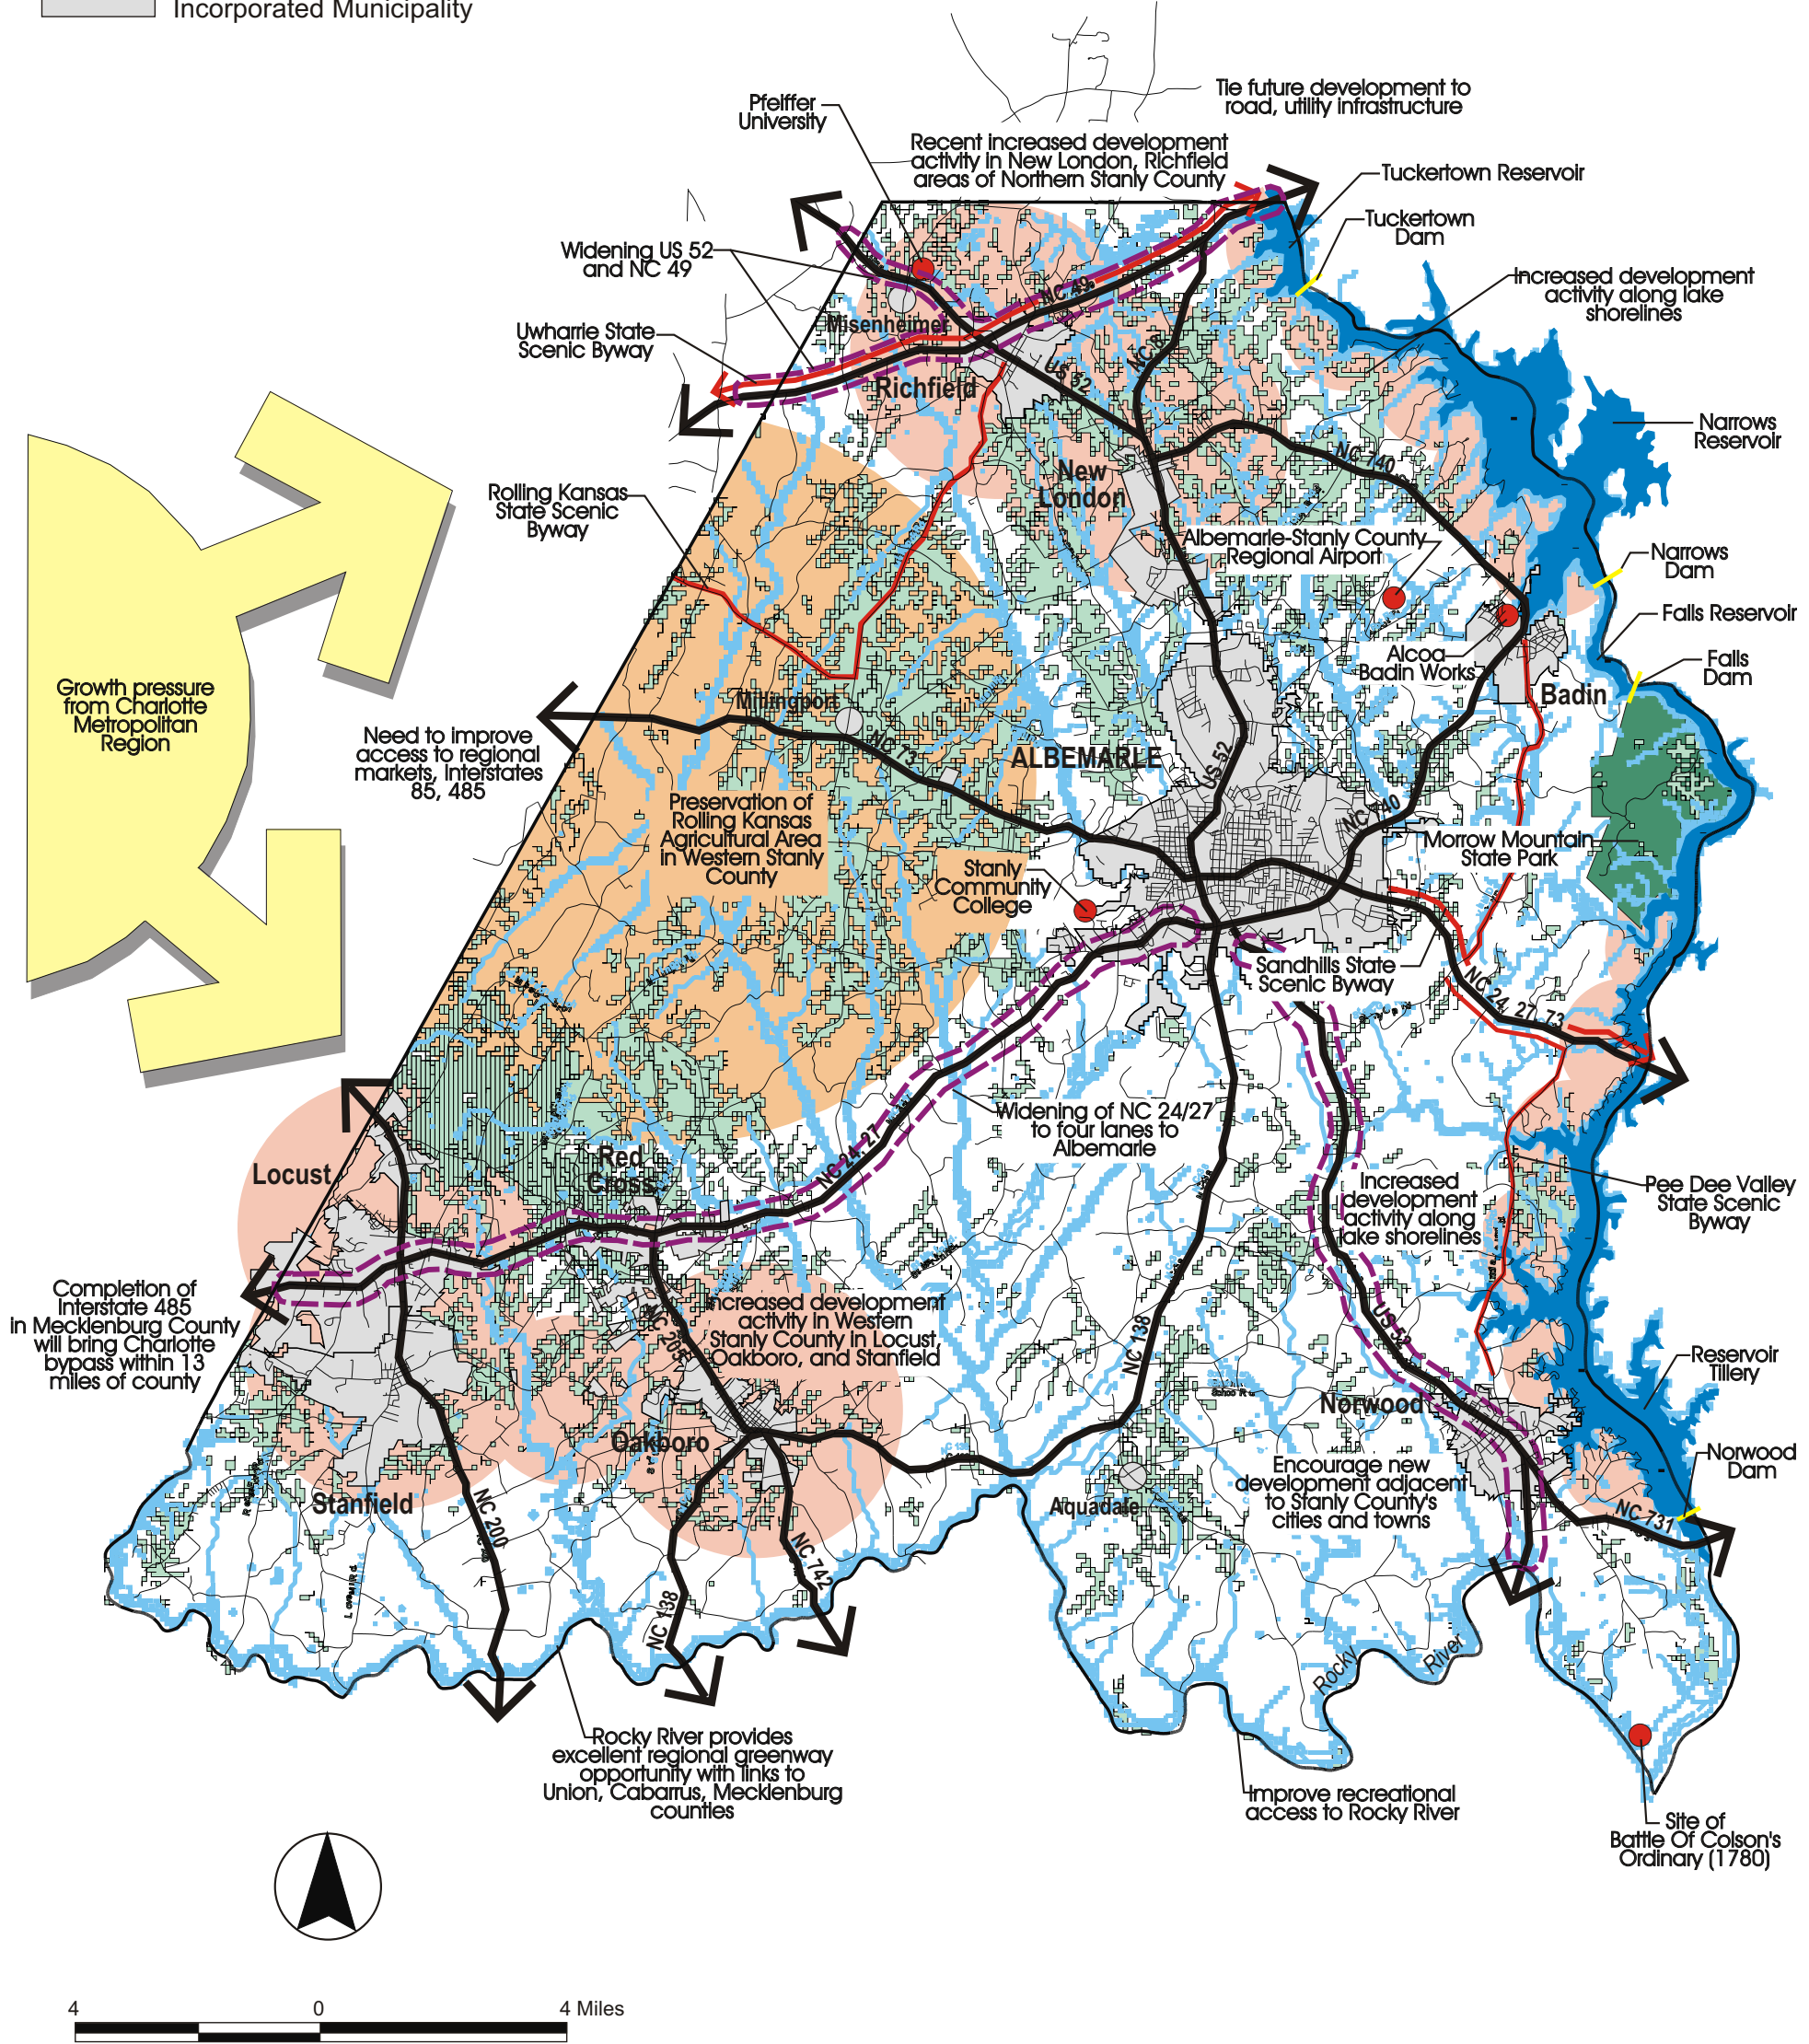 Incorporated Municipality
Tie future development to
road, utility infrastructure
Pfeiffer
University
Recent increased development
activity in New London, Richfield
areas of Northern Stanly County
Tuckertown Reservoir
Tuckertown
Dam
Widening US 52
and NC 49
Increased development
activity along lake
shorelines
Uwharrie State
Scenic Byway
NC 49
Misenheimer
Richfield
US 52
NC 8
Narrows
Reservoir
New
London
NC 740
Rolling Kansas
State Scenic
Byway
Albemarle-Stanly County
Regional Airport
Narrows
Dam
Falls Reservoir
Alcoa
Badin Works
Falls
Dam
Badin
Growth pressure
from Charlotte
Metropolitan
Region
Millingport
Need to improve
access to regional
markets, Interstates
85, 485
NC 73
ALBEMARLE
US 52
NC 740
Preservation of
Rolling Kansas
Agricultural Area
in Western Stanly
County
Morrow Mountain
State Park
Stanly
Community
College
Sandhills State
Scenic Byway
NC 24, 27, 73
Widening of NC 24/27
to four lanes to
Albemarle
NC 24, 27
Red
Cross
Locust
Increased
development
activity along
lake shorelines
Pee Dee Valley
State Scenic
Byway
Completion of
Interstate 485
in Mecklenburg County
will bring Charlotte
bypass within 13
miles of county
Increased development
activity in Western
Stanly County in Locust,
Oakboro, and Stanfield
NC 205
NC 138
US 52
Reservoir
Tillery
Norwood
Oakboro
Norwood
Dam
Encourage new
development adjacent
to Stanly County's
cities and towns
Stanfield
Aquadale
NC 200
NC 731
NC 742
NC 138
Rocky
River
Rocky River provides
excellent regional greenway
opportunity with links to
Union, Cabarrus, Mecklenburg
counties
Improve recreational
access to Rocky River
Site of
Battle Of Colson's
Ordinary (1780)
4
0
4 Miles